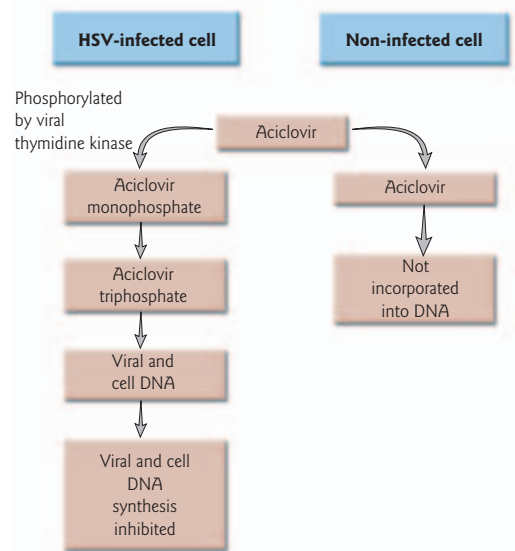 HSV-infected cell
Non-infected cell
Phosphorylated
by viral
thymidine kinase
Aciclovir
Aciclovir
monophosphate
Aciclovir
triphosphate
Viral and
cell DNA
Viral and cell
DNA
synthesis
inhibited
Aciclovir
Not
incorporated
into DNA